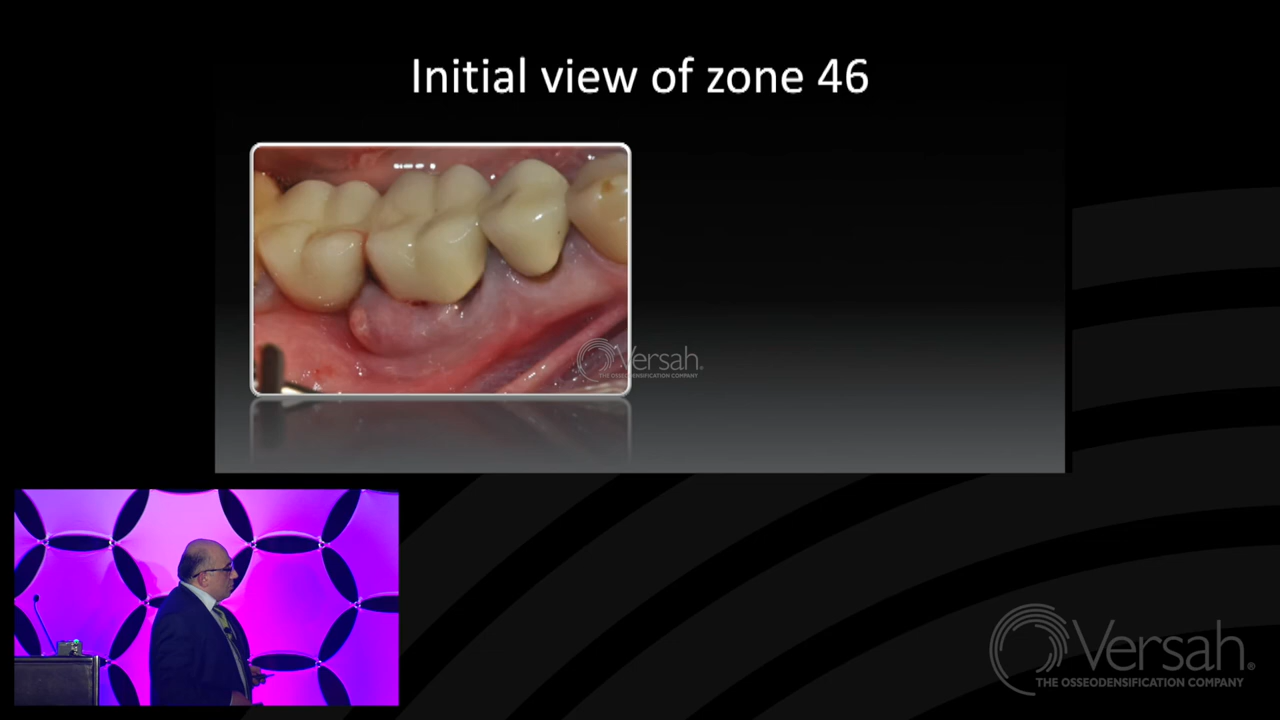 Initial view of zone 46
Versah.
THE OSSEODENSIFICATION COMPANY
Versah®
THE OSSEODENSIFICATION COMPANY